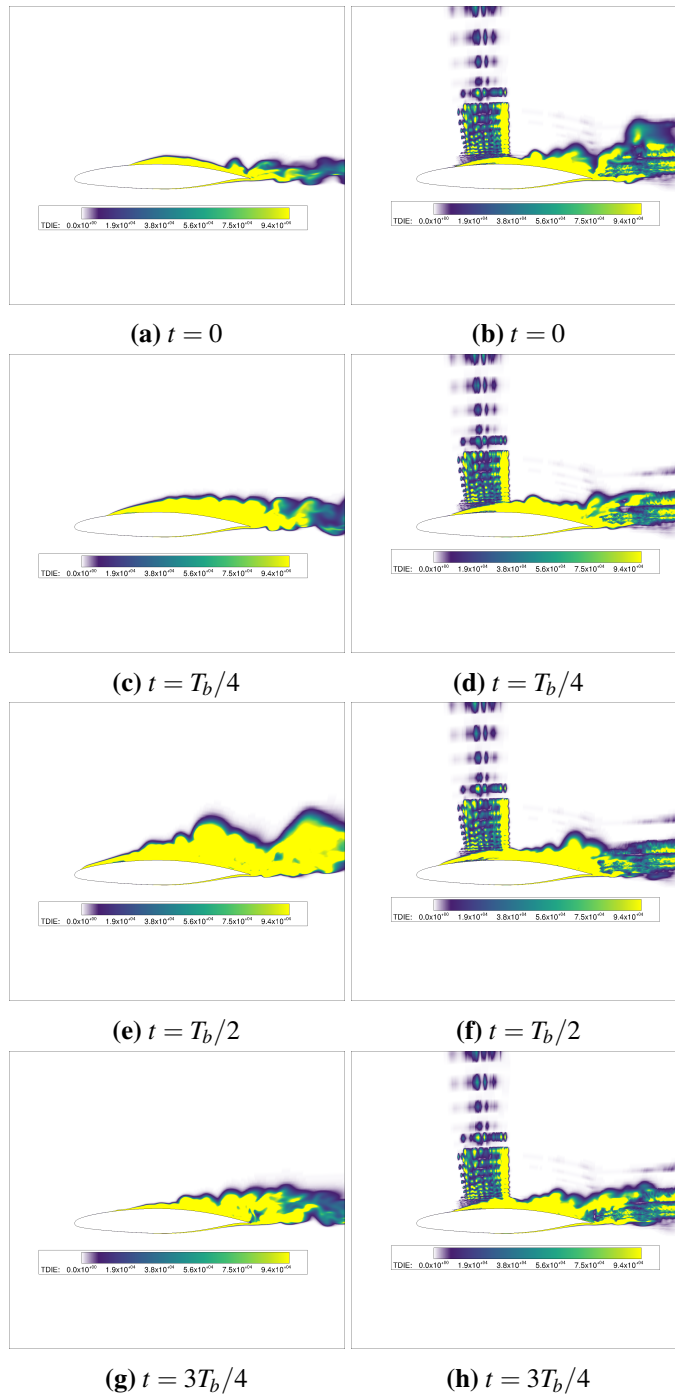 TDIE: 0.0x10⁺⁰⁰ 1.9x10⁺⁰⁴ 3.8x10⁺⁰⁴ 5.6x10⁺⁰⁴ 7.5x10⁺⁰⁴ 9.4x10⁺⁰⁴
TDIE: 0.0x10⁺⁰⁰ 1.9x10⁺⁰⁴ 3.8x10⁺⁰⁴ 5.6x10⁺⁰⁴ 7.5x10⁺⁰⁴ 9.4x10⁺⁰⁴
(a) t = 0
(b) t = 0
TDIE: 0.0x10⁺⁰⁰ 1.9x10⁺⁰⁴ 3.8x10⁺⁰⁴ 5.6x10⁺⁰⁴ 7.5x10⁺⁰⁴ 9.4x10⁺⁰⁴
TDIE: 0.0x10⁺⁰⁰ 1.9x10⁺⁰⁴ 3.8x10⁺⁰⁴ 5.6x10⁺⁰⁴ 7.5x10⁺⁰⁴ 9.4x10⁺⁰⁴
(c) t = T_b/4
(d) t = T_b/4
TDIE: 0.0x10⁺⁰⁰ 1.9x10⁺⁰⁴ 3.8x10⁺⁰⁴ 5.6x10⁺⁰⁴ 7.5x10⁺⁰⁴ 9.4x10⁺⁰⁴
TDIE: 0.0x10⁺⁰⁰ 1.9x10⁺⁰⁴ 3.8x10⁺⁰⁴ 5.6x10⁺⁰⁴ 7.5x10⁺⁰⁴ 9.4x10⁺⁰⁴
(e) t = T_b/2
(f) t = T_b/2
TDIE: 0.0x10⁺⁰⁰ 1.9x10⁺⁰⁴ 3.8x10⁺⁰⁴ 5.6x10⁺⁰⁴ 7.5x10⁺⁰⁴ 9.4x10⁺⁰⁴
TDIE: 0.0x10⁺⁰⁰ 1.9x10⁺⁰⁴ 3.8x10⁺⁰⁴ 5.6x10⁺⁰⁴ 7.5x10⁺⁰⁴ 9.4x10⁺⁰⁴
(g) t = 3T_b/4
(h) t = 3T_b/4